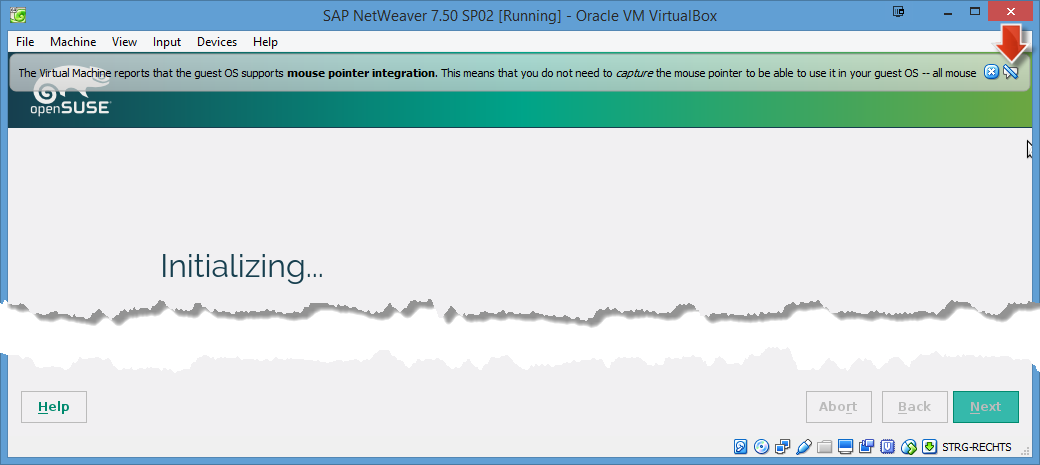 SAP NetWeaver 7.50 SP02 [Running] - Oracle VM VirtualBox
File Machine View Input Devices Help
The Virtual Machine reports that the guest OS supports mouse pointer integration. This means that you do not need to capture the mouse pointer to be able to use it in your guest OS -- all mouse
openSUSE
Initializing...
Help Abort Back Next
STRG-RECHTS